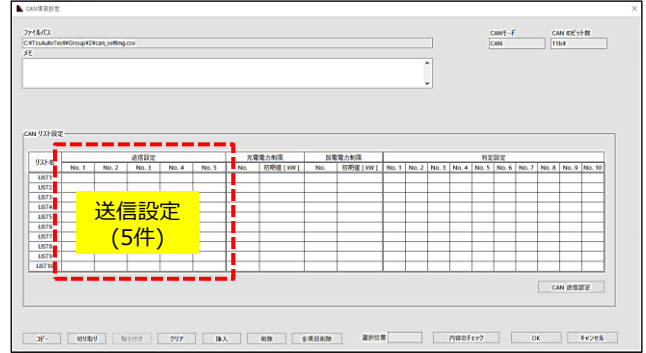 CAN項目設定
ファイルパス
C:¥TssAutoTest¥Group¥2¥can_setting.csv
CANモード
CAN
CAN IDビット数
11bit
メモ
CAN リスト設定
リスト名 送信設定 充電電力制限 放電電力制限 判定設定
No. 1 No. 2 No. 3 No. 4 No. 5 No. 初期値 [ kW ] No. 初期値 [ kW ] No. 1 No. 2 No. 3 No. 4 No. 5 No. 6 No. 7 No. 8 No. 9 No. 10
LIST1
LIST2
LIST3
LIST4
LIST5
LIST6
LIST7
LIST8
LIST9
LIST10
送信設定
(5件)
CAN 送信設定
コピー 切り取り 貼り付け クリア 挿入 削除 全項目削除 選択位置 内容のチェック OK キャンセル